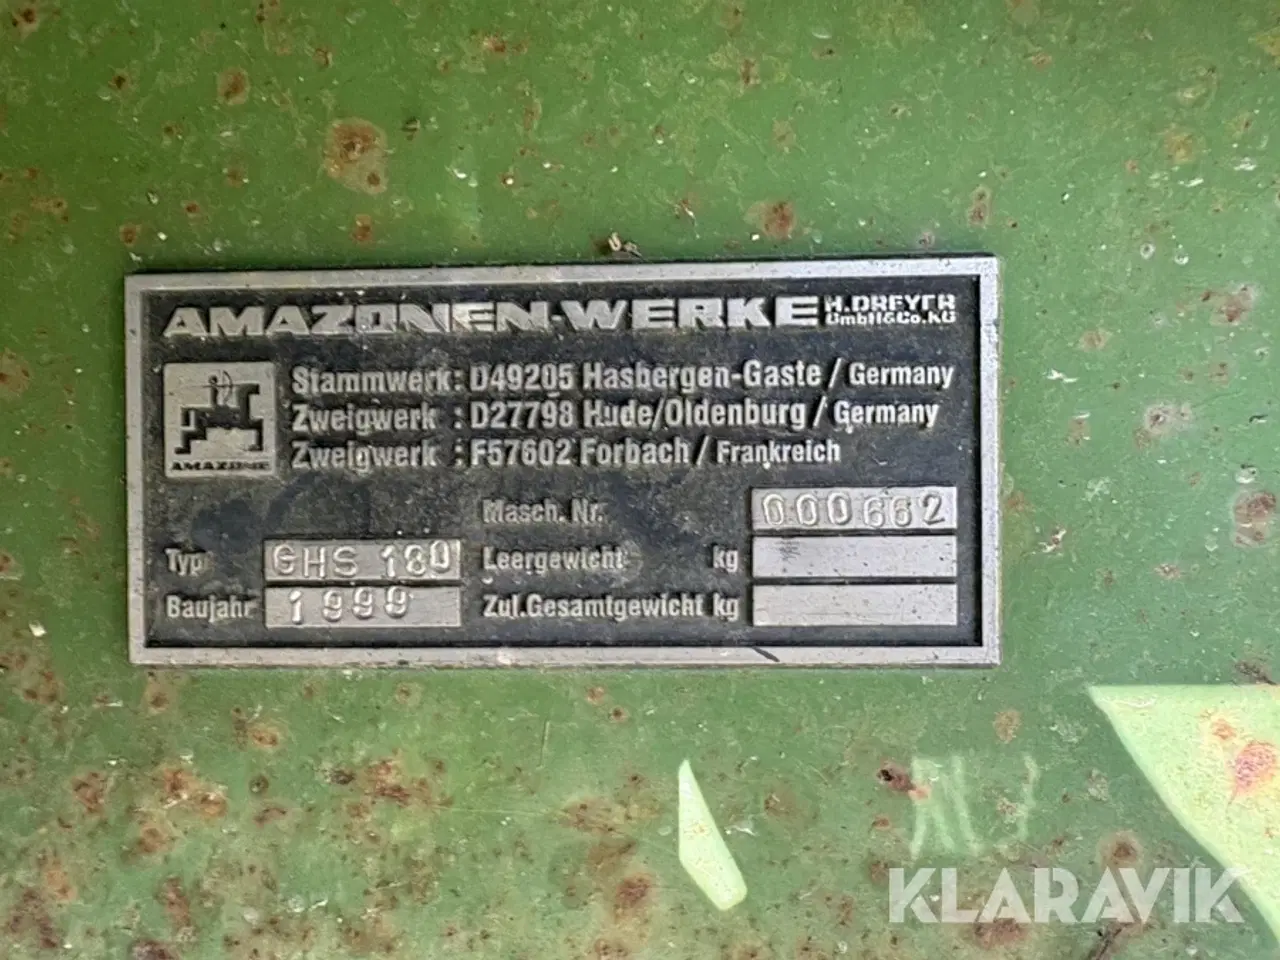 AMAZONEN-WERKE H.DREYER
GmbH&Co.KG
Stammwerk: D49205 Hasbergen-Gaste / Germany
Zweigwerk : D27798 Hude/Oldenburg / Germany
Zweigwerk : F57602 Forbach / Frankreich
AMAZONE
Masch. Nr. 000662
Typ GHS 180 Leergewicht kg
Baujahr 1999 Zul.Gesamtgewicht kg
KLARAVIK